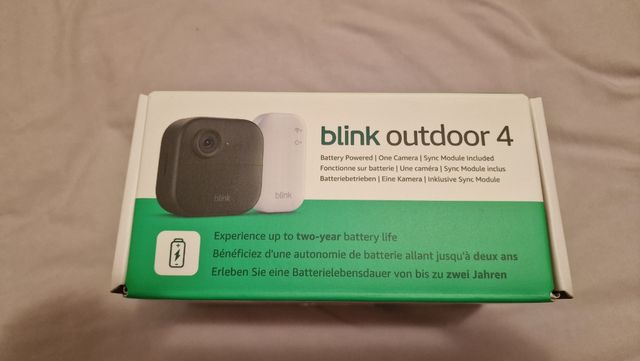 blink outdoor 4
Battery Powered | One Camera | Sync Module Included
Fonctionne sur batterie | Une caméra | Sync Module inclus
Batteriebetrieben | Eine Kamera | Inklusive Sync Module
blink
blink
Experience up to two-year battery life
Bénéficiez d'une autonomie de batterie allant jusqu'à deux ans
Erleben Sie eine Batterielebensdauer von bis zu zwei Jahren